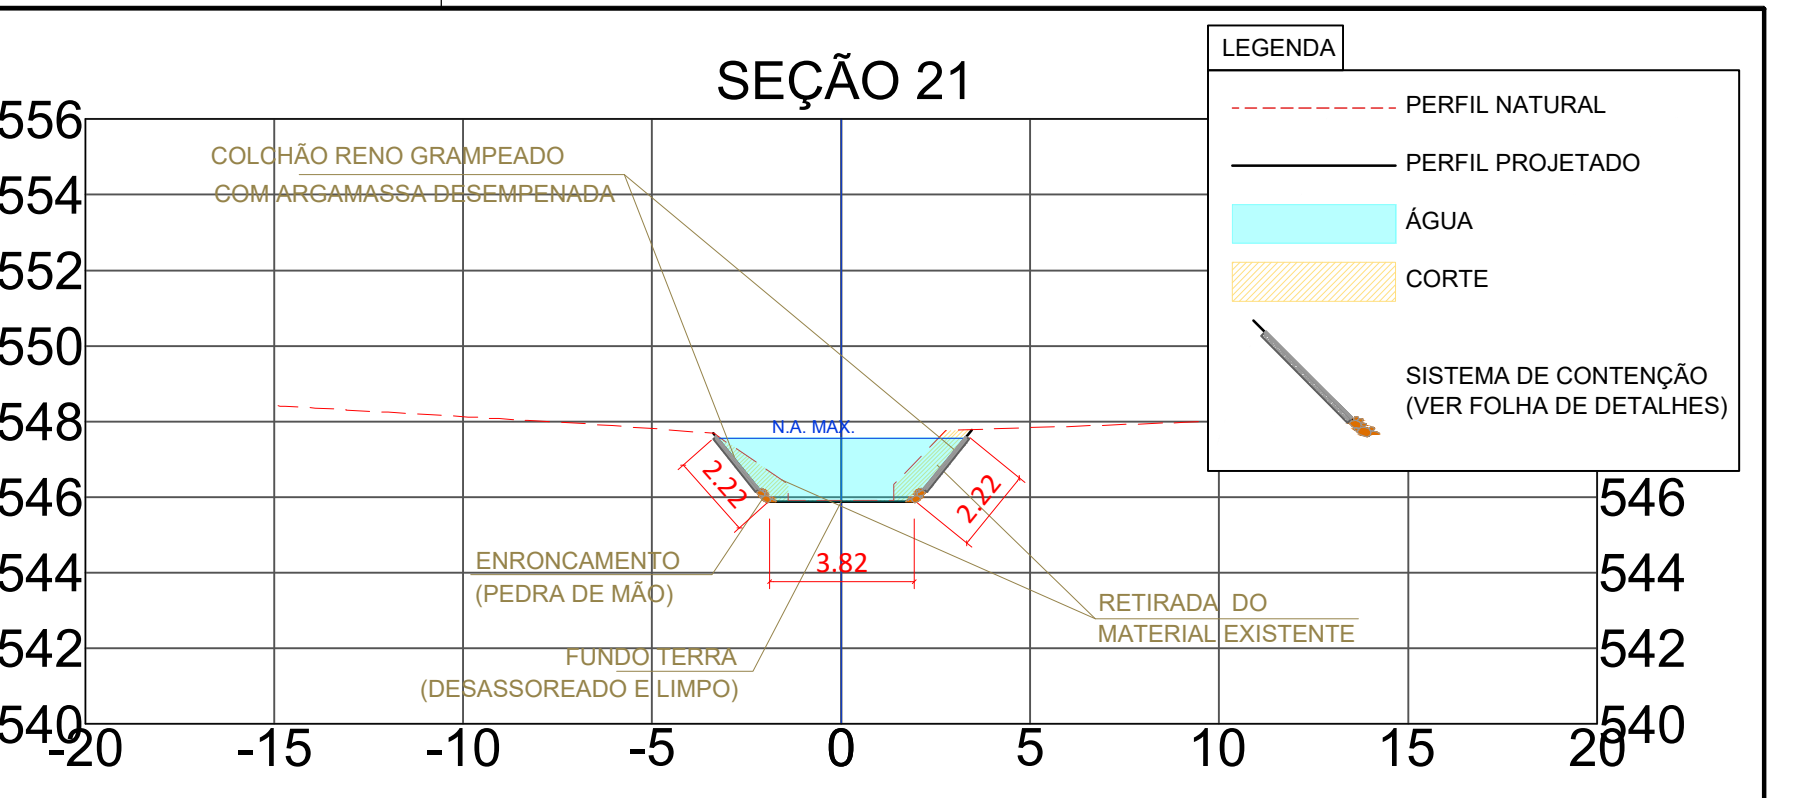 SEÇÃO 21
LEGENDA
PERFIL NATURAL
PERFIL PROJETADO
ÁGUA
CORTE
SISTEMA DE CONTENÇÃO
(VER FOLHA DE DETALHES)
556
554
552
550
548
546
544
542
540
COLCHÃO RENO GRAMPEADO
COM ARGAMASSA DESEMPENADA
N.A. MAX.
2.22
2.22
3.82
ENRONCAMENTO
(PEDRA DE MÃO)
FUNDO TERRA
(DESASSOREADO E LIMPO)
RETIRADA DO
MATERIAL EXISTENTE
546
544
542
540
-20 -15 -10 -5 0 5 10 15 20